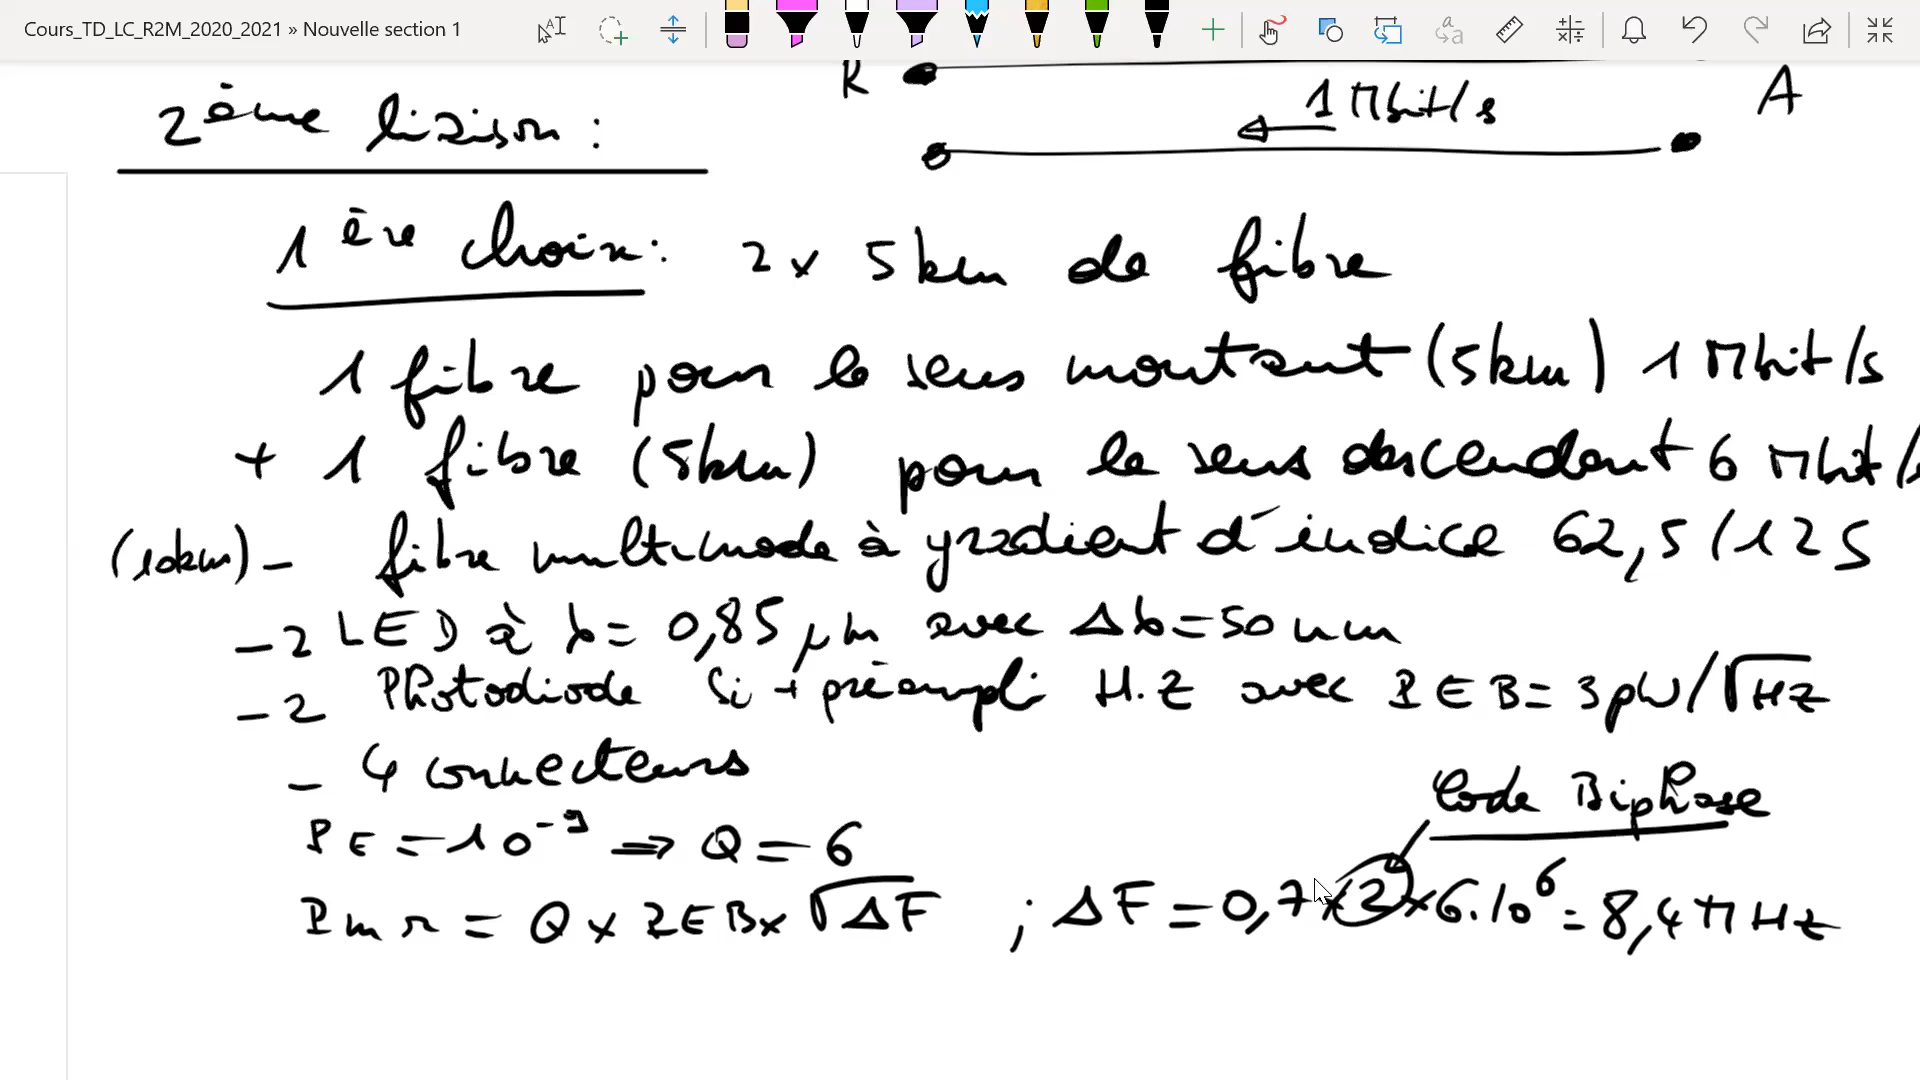 Cours_TD_LC_R2M_2020_2021 » Nouvelle section 1
R A
1 Mbit/s
2ème liaison :
1ère choix : 2 x 5km de fibre
1 fibre pour le sens montant (5km) 1 Mbit/s
+ 1 fibre (5km) pour le sens descendant 6 Mbit/s
(10km) - fibre multimode à gradient d'indice 62,5/125
- 2 LED à λ = 0,85 µm avec Δλ = 50 nm
- 2 Photodiode Si + préampli H.Z avec PEB = 3pW/√Hz
- 4 connecteurs
Code Biphase
PE = 10^-9 => Q = 6
Pmr = Q x PEB x √ΔF ; ΔF = 0,7 x 2 x 6.10^6 = 8,4 MHz